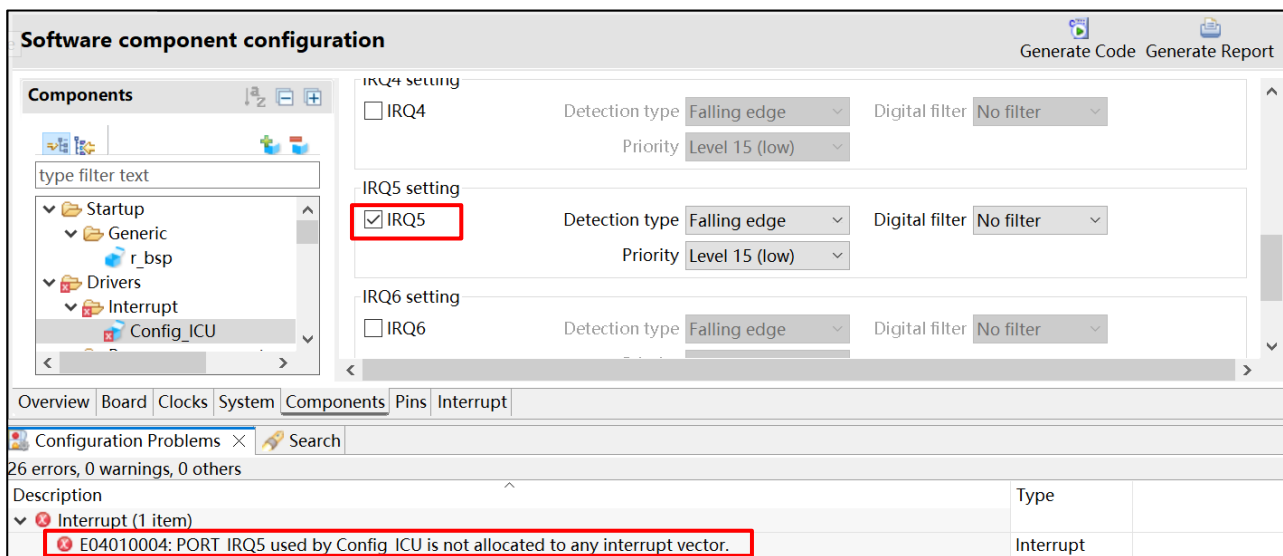 Software component configuration
Generate Code Generate Report
Components
type filter text
Startup
Generic
r_bsp
Drivers
Interrupt
Config_ICU
IRQ4 setting
IRQ4 Detection type Falling edge Digital filter No filter
Priority Level 15 (low)
IRQ5 setting
IRQ5 Detection type Falling edge Digital filter No filter
Priority Level 15 (low)
IRQ6 setting
IRQ6 Detection type Falling edge Digital filter No filter
Overview Board Clocks System Components Pins Interrupt
Configuration Problems Search
26 errors, 0 warnings, 0 others
Description Type
Interrupt (1 item)
E04010004: PORT IRQ5 used by Config_ICU is not allocated to any interrupt vector. Interrupt